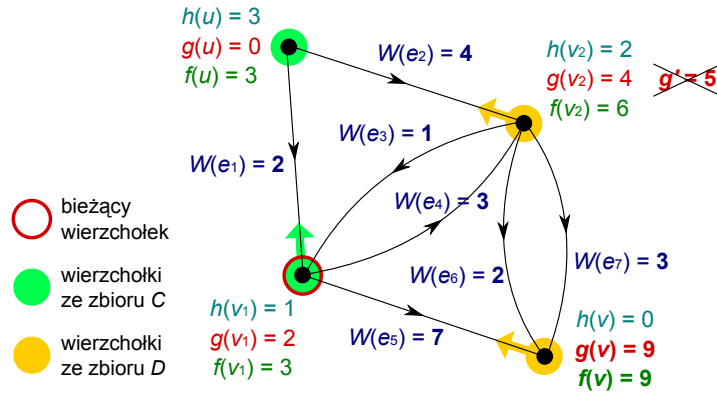 h(u) = 3
g(u) = 0
f(u) = 3
W(e₂) = 4
h(v₂) = 2
g(v₂) = 4
f(v₂) = 6
g' = 5
W(e₃) = 1
W(e₁) = 2
W(e₄) = 3
bieżący
wierzchołek
wierzchołki
ze zbioru C
wierzchołki
ze zbioru D
W(e₆) = 2
W(e₇) = 3
h(v₁) = 1
g(v₁) = 2
f(v₁) = 3
W(e₅) = 7
h(v) = 0
g(v) = 9
f(v) = 9